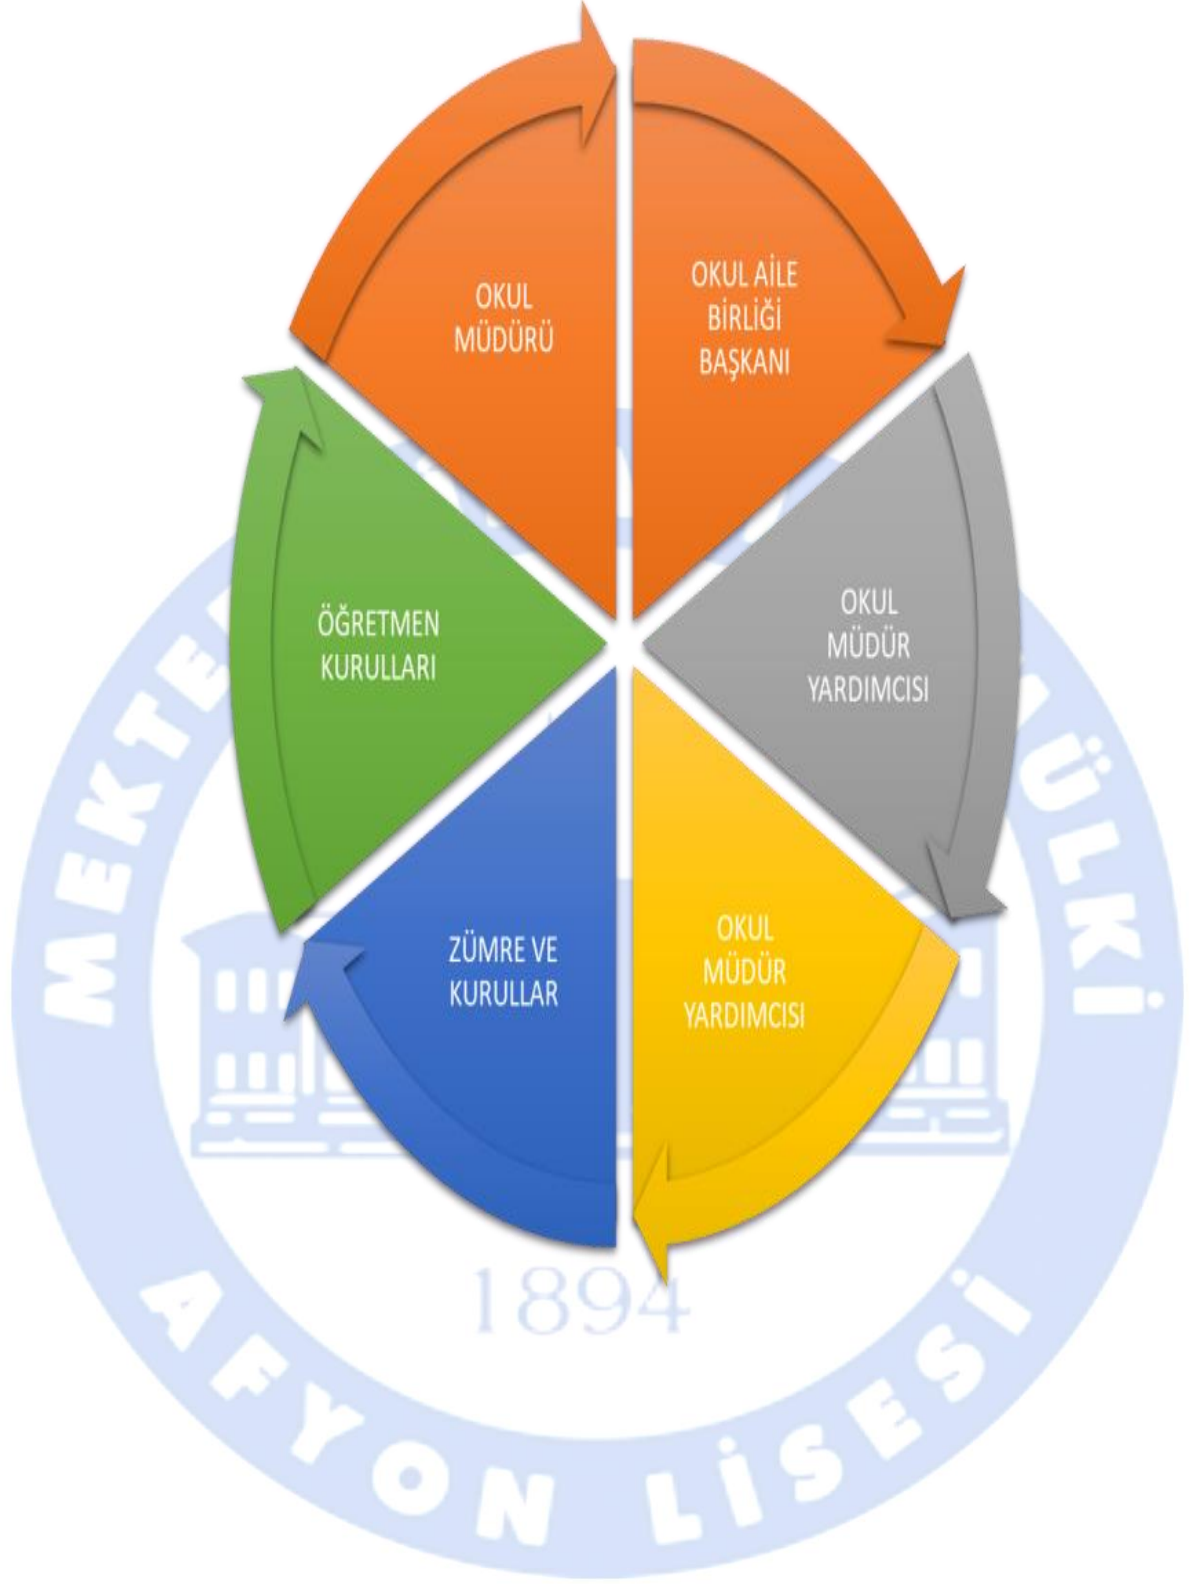 OKUL
MÜDÜRÜ
OKUL AİLE
BİRLİĞİ
BAŞKANI
ÖĞRETMEN
KURULLARI
OKUL
MÜDÜR
YARDIMCISI
ZÜMRE VE
KURULLAR
OKUL
MÜDÜR
YARDIMCISI
1894
AFYON LİSESİ